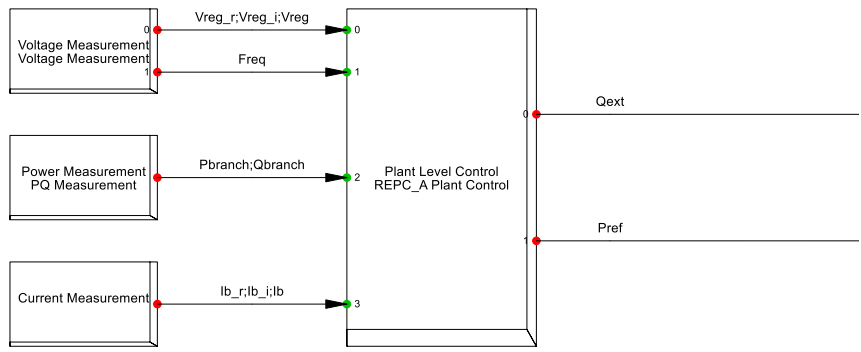 Vreg_r;Vreg_i;Vreg
0
0
Voltage Measurement
Voltage Measurement
Freq
1
1
Qext
0
Pbranch;Qbranch
Power Measurement
PQ Measurement
2
Plant Level Control
REPC_A Plant Control
Pref
1
Ib_r;Ib_i;Ib
Current Measurement
3